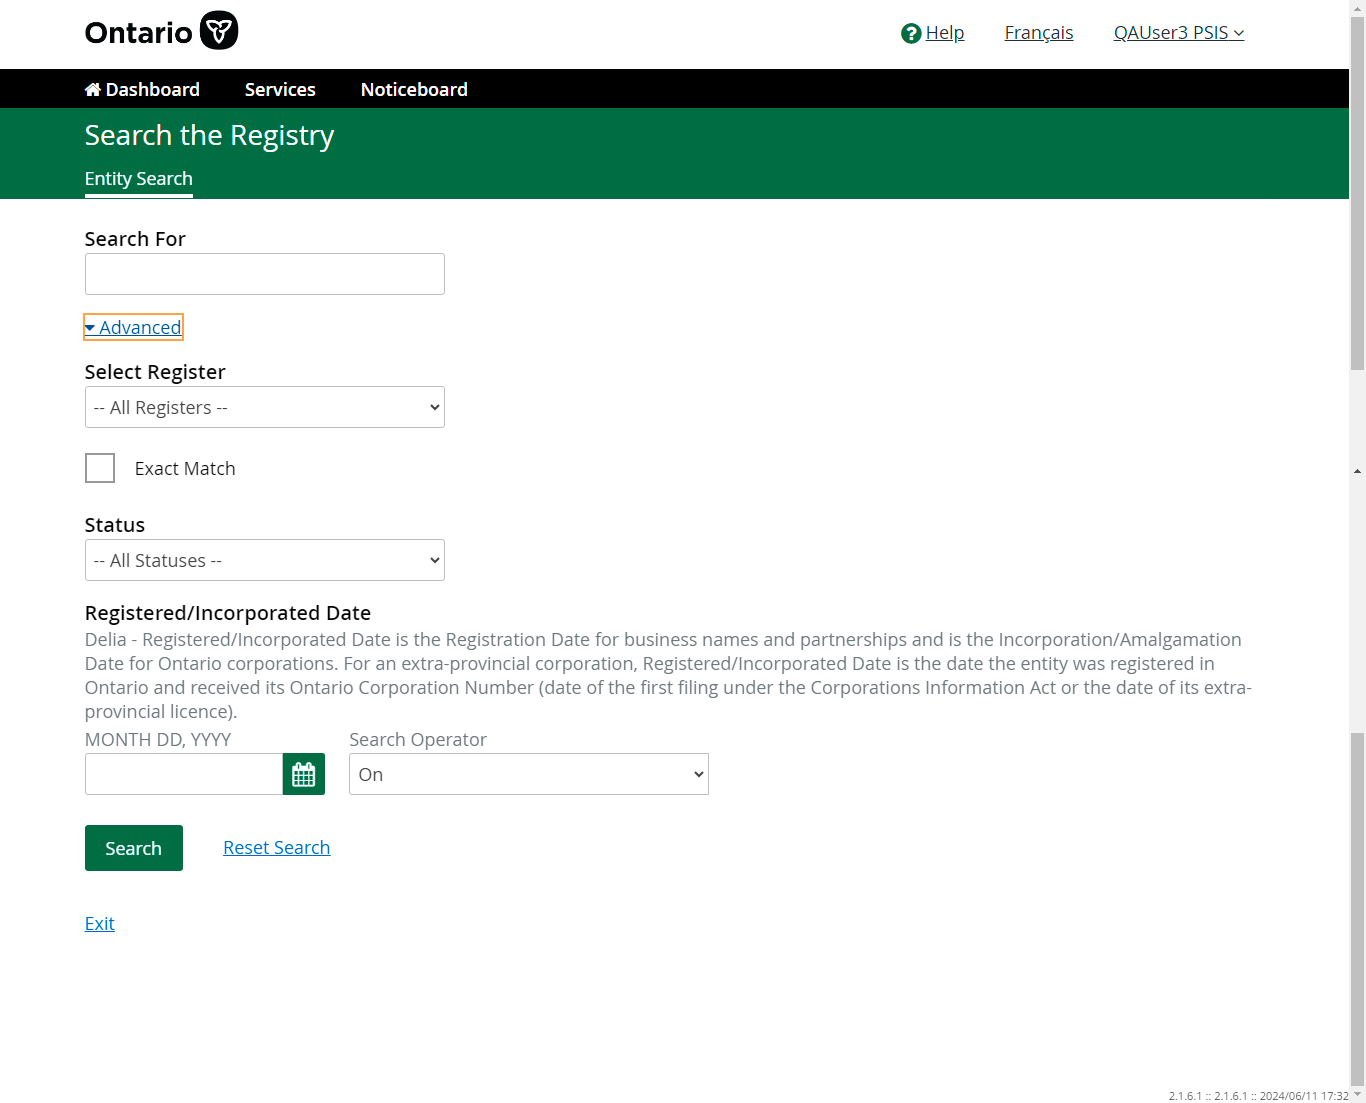 Ontario
Help Français QAUser3 PSIS
Dashboard Services Noticeboard
Search the Registry
Entity Search
Search For
Advanced
Select Register
-- All Registers --
Exact Match
Status
-- All Statuses --
Registered/Incorporated Date
Delia - Registered/Incorporated Date is the Registration Date for business names and partnerships and is the Incorporation/Amalgamation
Date for Ontario corporations. For an extra-provincial corporation, Registered/Incorporated Date is the date the entity was registered in
Ontario and received its Ontario Corporation Number (date of the first filing under the Corporations Information Act or the date of its extra-
provincial licence).
MONTH DD, YYYY Search Operator
On
Search Reset Search
Exit
2.1.6.1 :: 2.1.6.1 :: 2024/06/11 17:32